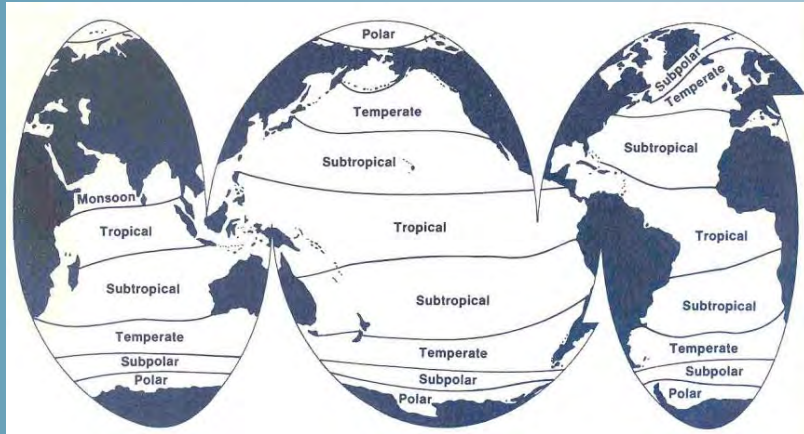 Monsoon
Tropical
Subtropical
Temperate
Subpolar
Polar
Polar
Temperate
Subtropical
Tropical
Subtropical
Temperate
Subpolar
Polar
Subpolar
Temperate
Subtropical
Tropical
Subtropical
Temperate
Subpolar
Polar